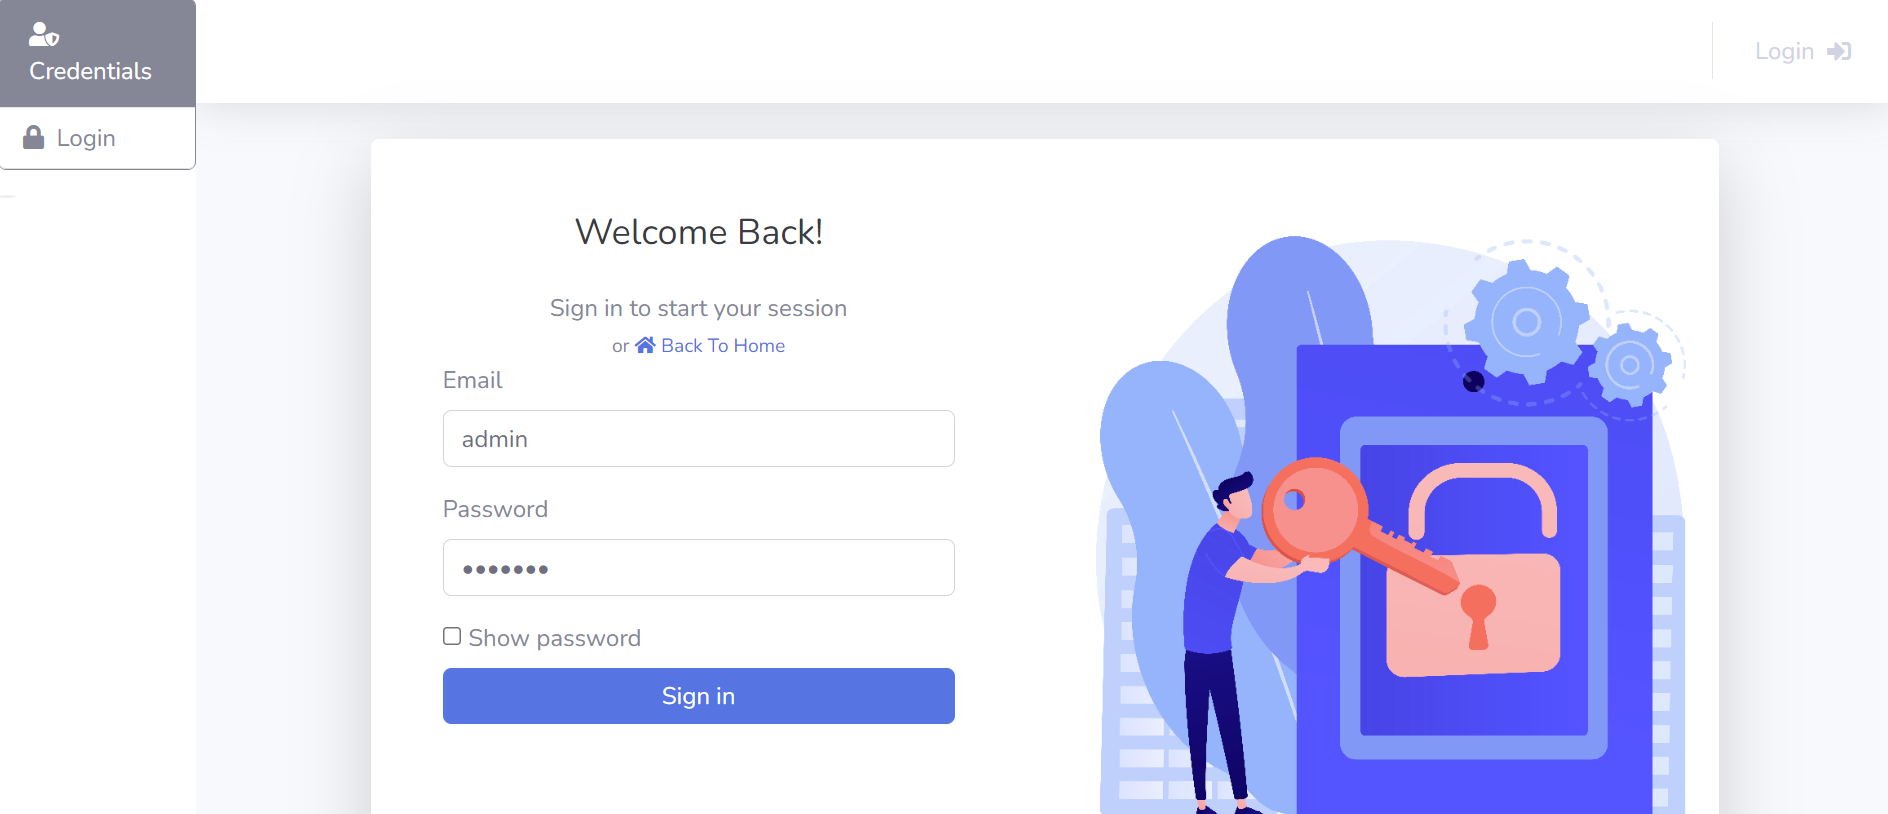 Credentials
Login
Login
Welcome Back!
Sign in to start your session
or Back To Home
Email
admin
Password
•••••••
Show password
Sign in